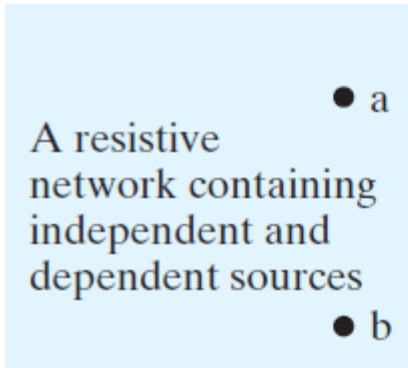 a
A resistive
network containing
independent and
dependent sources
b